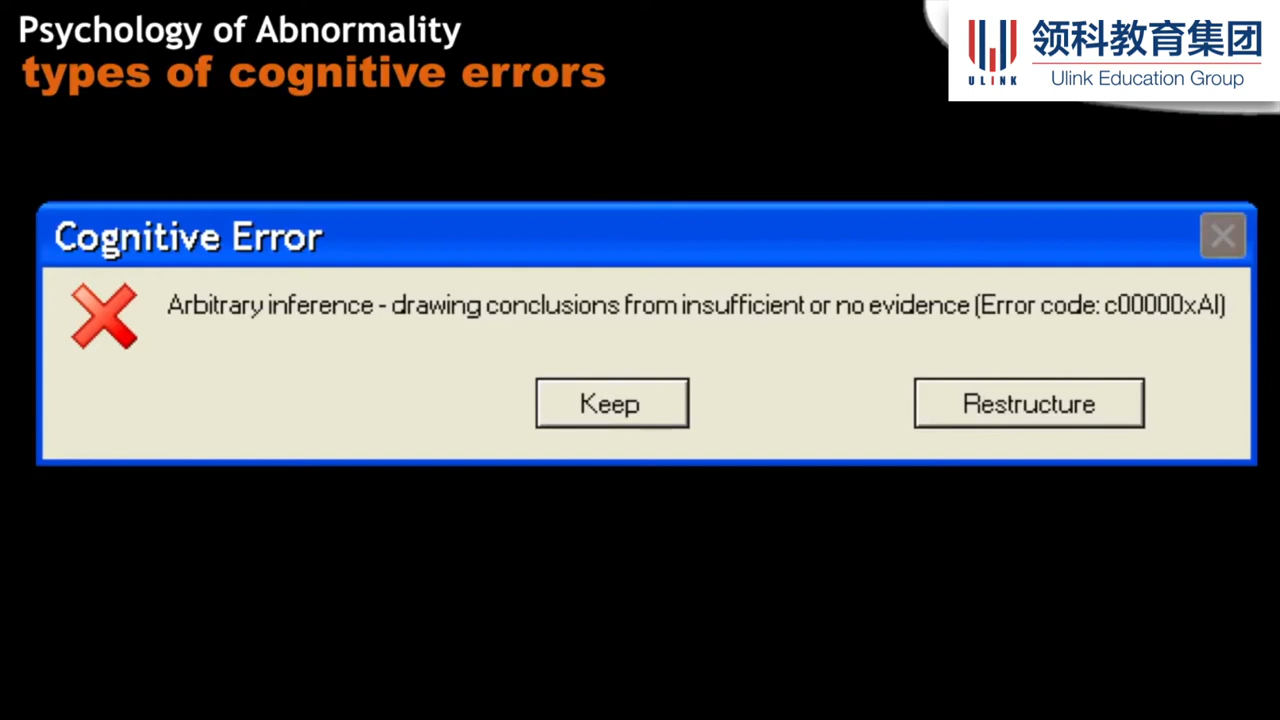 Psychology of Abnormality
types of cognitive errors
ULINK
领科教育集团
Ulink Education Group
Cognitive Error
Arbitrary inference - drawing conclusions from insufficient or no evidence (Error code: c00000xAI)
Keep
Restructure